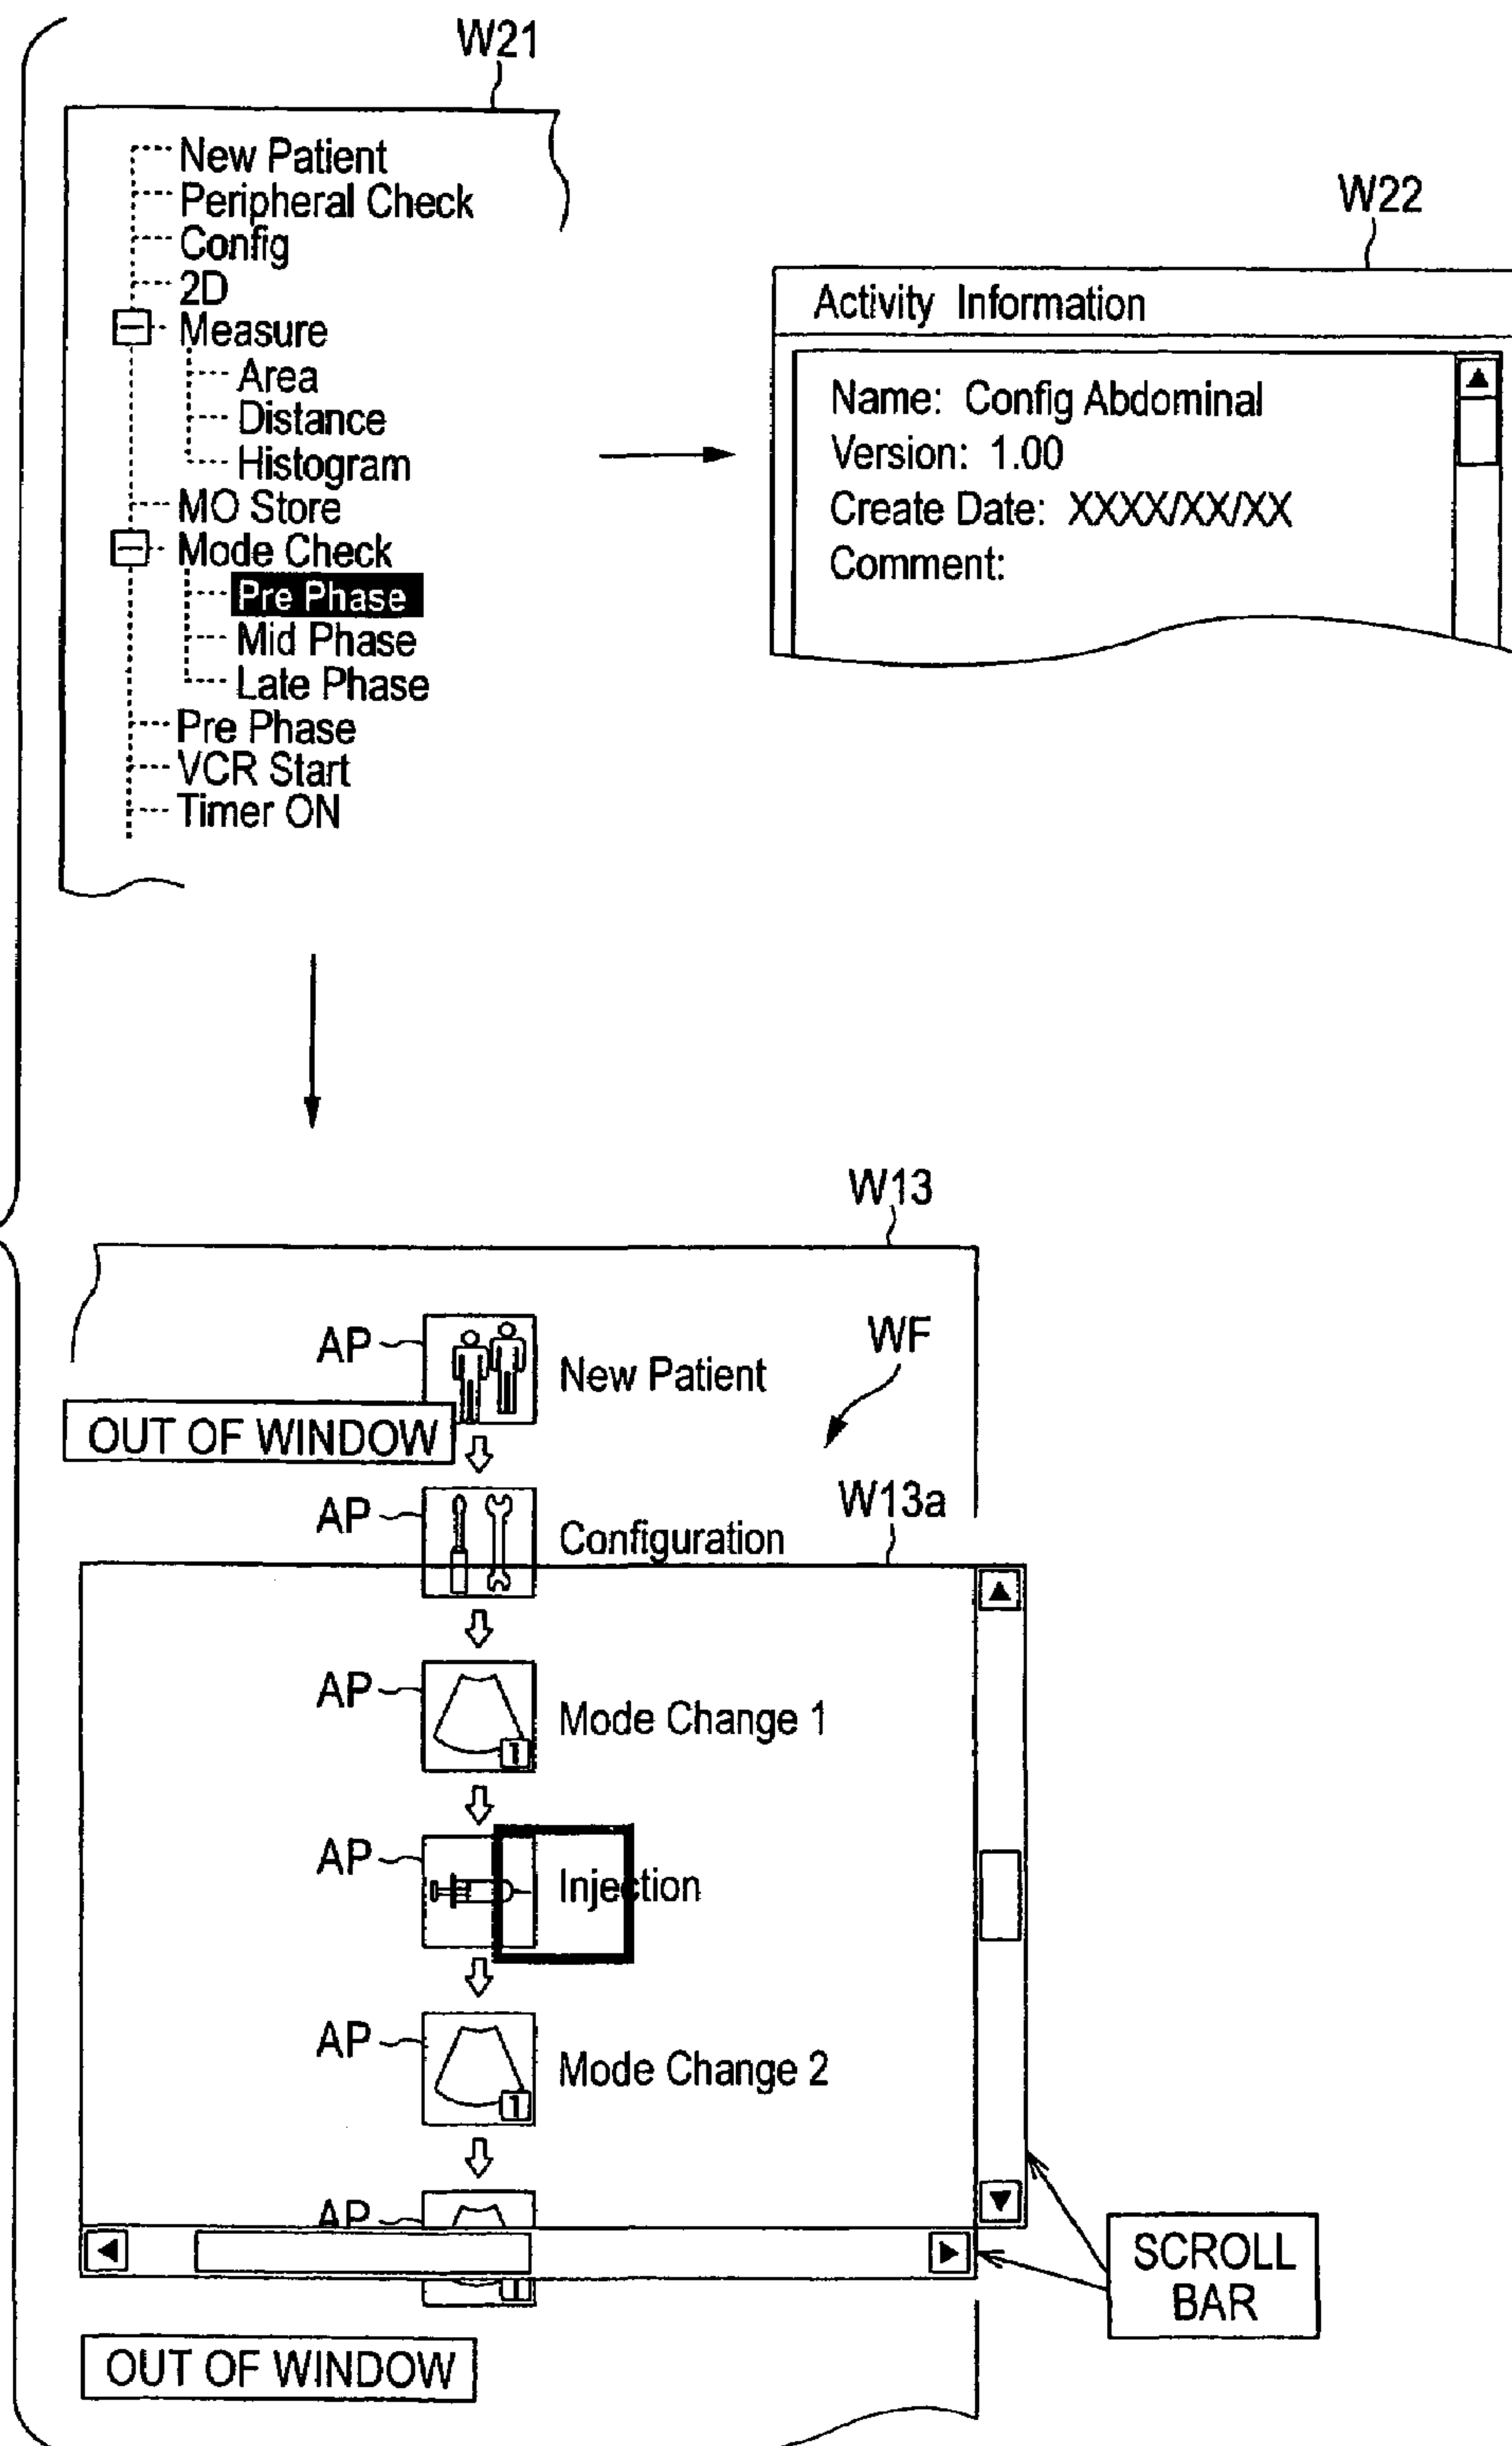 W21
New Patient
Peripheral Check
Config
2D
Measure
Area
Distance
Histogram
MO Store
Mode Check
Pre Phase
Mid Phase
Late Phase
Pre Phase
VCR Start
Timer ON
W22
Activity Information
Name: Config Abdominal
Version: 1.00
Create Date: XXXX/XX/XX
Comment:
W13
AP
New Patient
WF
OUT OF WINDOW
AP
Configuration
W13a
AP
Mode Change 1
1
AP
Injection
AP
Mode Change 2
1
AP
1
SCROLL
BAR
OUT OF WINDOW